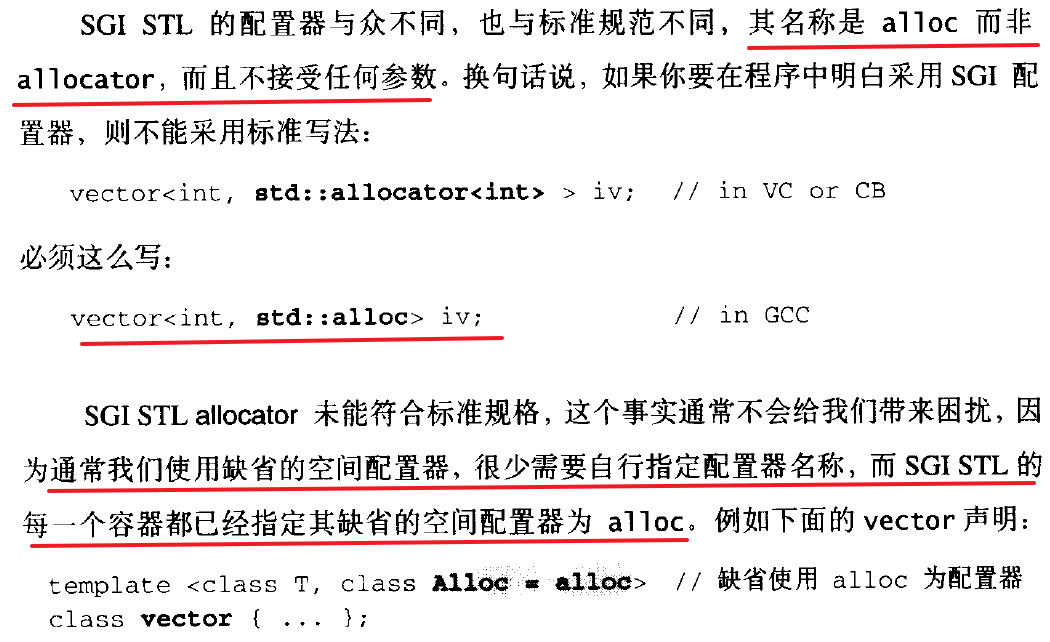 SGI STL 的配置器与众不同，也与标准规范不同，其名称是 alloc 而非
allocator，而且不接受任何参数。换句话说，如果你要在程序中明白采用 SGI 配
置器，则不能采用标准写法：
vector<int, std::allocator<int> > iv; // in VC or CB
必须这么写：
vector<int, std::alloc> iv; // in GCC
SGI STL allocator 未能符合标准规格，这个事实通常不会给我们带来困扰，因
为通常我们使用缺省的空间配置器，很少需要自行指定配置器名称，而 SGI STL 的
每一个容器都已经指定其缺省的空间配置器为 alloc。例如下面的 vector 声明：
template <class T, class Alloc = alloc> // 缺省使用 alloc 为配置器
class vector { ... };